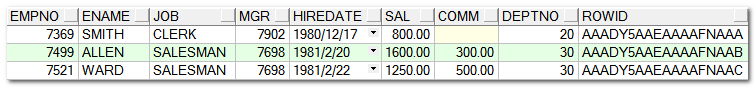 EMPNO ENAME JOB MGR HIREDATE SAL COMM DEPTNO ROWID
7369 SMITH CLERK 7902 1980/12/17 800.00 20 AAADY5AAEAAAAFNAAA
7499 ALLEN SALESMAN 7698 1981/2/20 1600.00 300.00 30 AAADY5AAEAAAAFNAAB
7521 WARD SALESMAN 7698 1981/2/22 1250.00 500.00 30 AAADY5AAEAAAAFNAAC